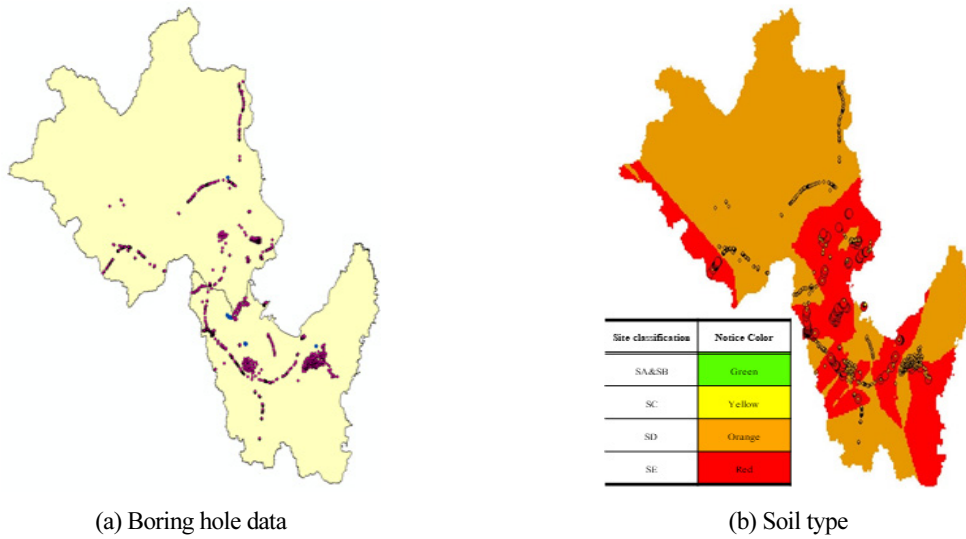 Site classification Notice Color
SA&SB Green
SC Yellow
SD Orange
SE Red
(a) Boring hole data
(b) Soil type